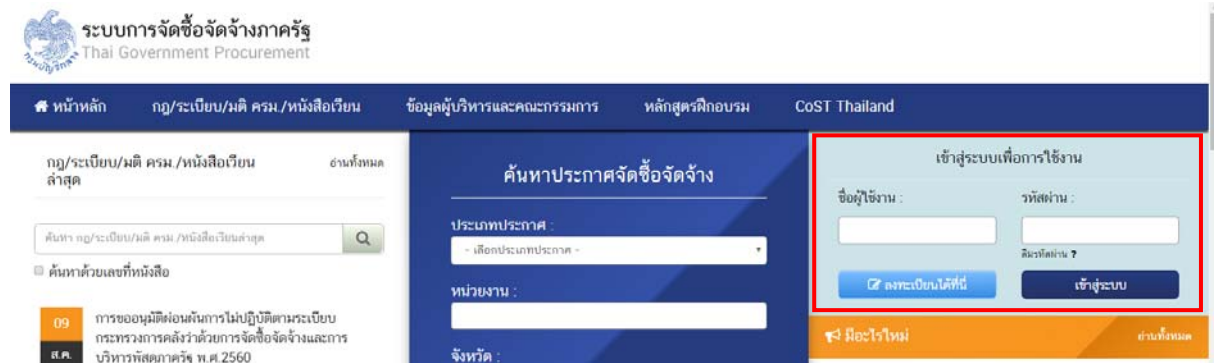 ระบบการจัดซื้อจัดจ้างภาครัฐ
Thai Government Procurement
กรมบัญชีกลาง
หน้าหลัก กฎ/ระเบียบ/มติ ครม./หนังสือเวียน ข้อมูลผู้บริหารและคณะกรรมการ หลักสูตรฝึกอบรม CoST Thailand
กฎ/ระเบียบ/มติ ครม./หนังสือเวียน อ่านทั้งหมด
ล่าสุด
ค้นหา กฎ/ระเบียบ/มติ ครม./หนังสือเวียนล่าสุด
ค้นหาด้วยเลขที่หนังสือ
09
ส.ค.
การขออนุมัติผ่อนผันการไม่ปฏิบัติตามระเบียบ
กระทรวงการคลังว่าด้วยการจัดซื้อจัดจ้างและการ
บริหารพัสดุภาครัฐ พ.ศ.2560
ค้นหาประกาศจัดซื้อจัดจ้าง
ประเภทประกาศ :
- เลือกประเภทประกาศ -
หน่วยงาน :
จังหวัด :
เข้าสู่ระบบเพื่อการใช้งาน
ชื่อผู้ใช้งาน : รหัสผ่าน :
ลืมรหัสผ่าน ?
ลงทะเบียนได้ที่นี่ เข้าสู่ระบบ
มีอะไรใหม่ อ่านทั้งหมด